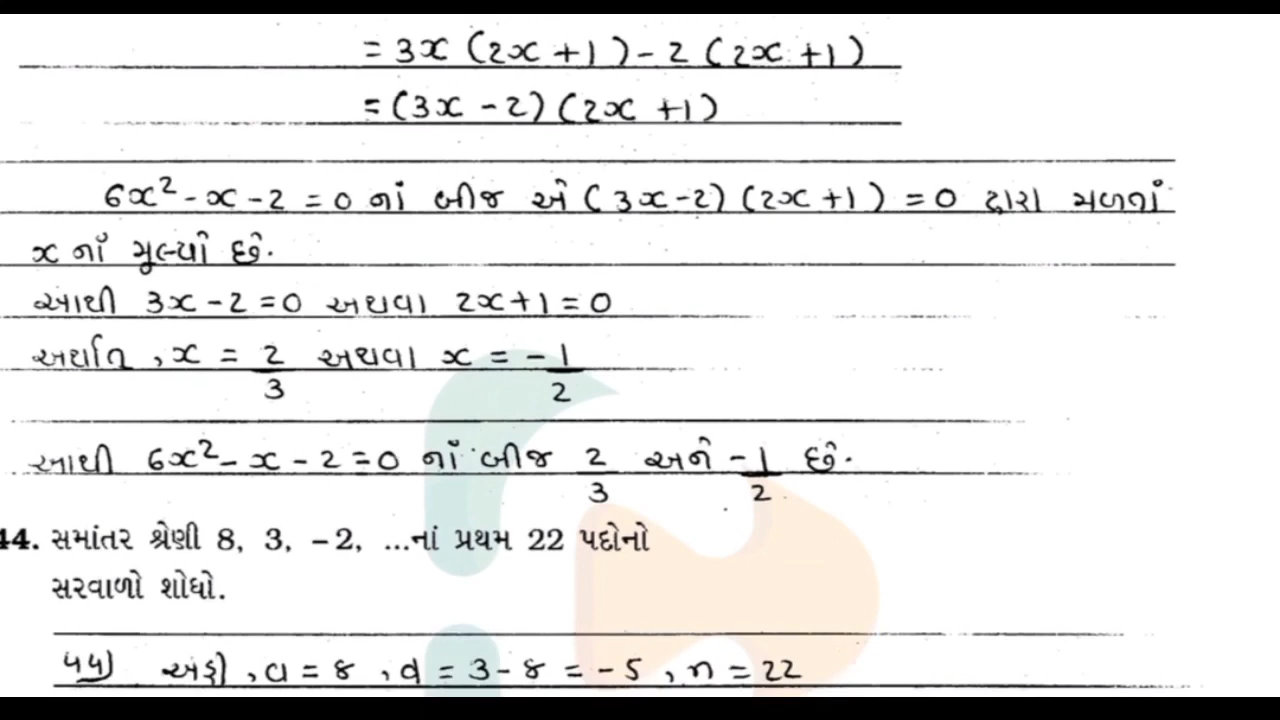 = 3x (2x + 1) - 2 (2x + 1)
= (3x - 2) (2x + 1)
6x² - x - 2 = 0 નાં બીજ એ (3x-2) (2x + 1) = 0 દ્વારા મળતાં
x નાં મૂલ્યો છે.
આથી 3x - 2 = 0 અથવા 2x + 1 = 0
અર્થાત્, x = 2/3 અથવા x = -1/2
આથી 6x² - x - 2 = 0 નાં બીજ 2/3 અને -1/2 છે.
44. સમાંતર શ્રેણી 8, 3, −2, ...નાં પ્રથમ 22 પદોનો
સરવાળો શોધો.
અહીં, a = 8, d = 3 - 8 = -5, n = 22